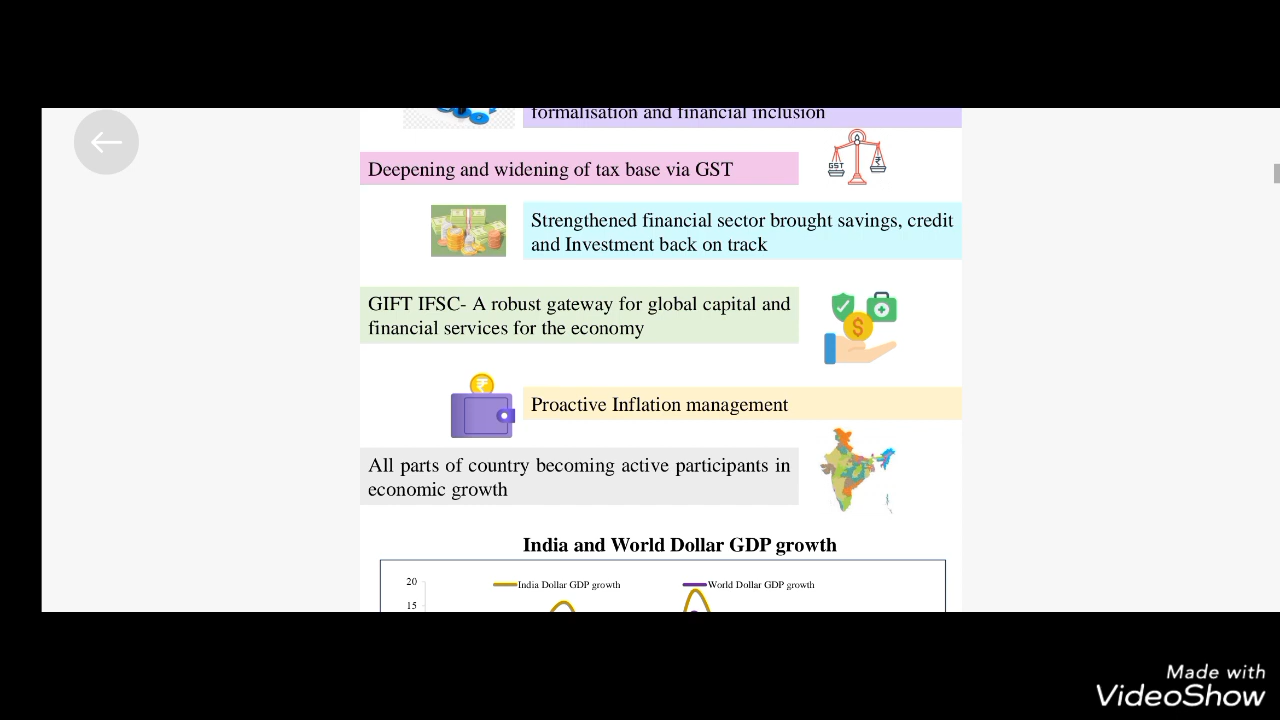 formalisation and financial inclusion
Deepening and widening of tax base via GST
GST ₹
Strengthened financial sector brought savings, credit
and Investment back on track
GIFT IFSC- A robust gateway for global capital and
financial services for the economy
$
₹
Proactive Inflation management
All parts of country becoming active participants in
economic growth
India and World Dollar GDP growth
20
India Dollar GDP growth
World Dollar GDP growth
15
Made with
VideoShow